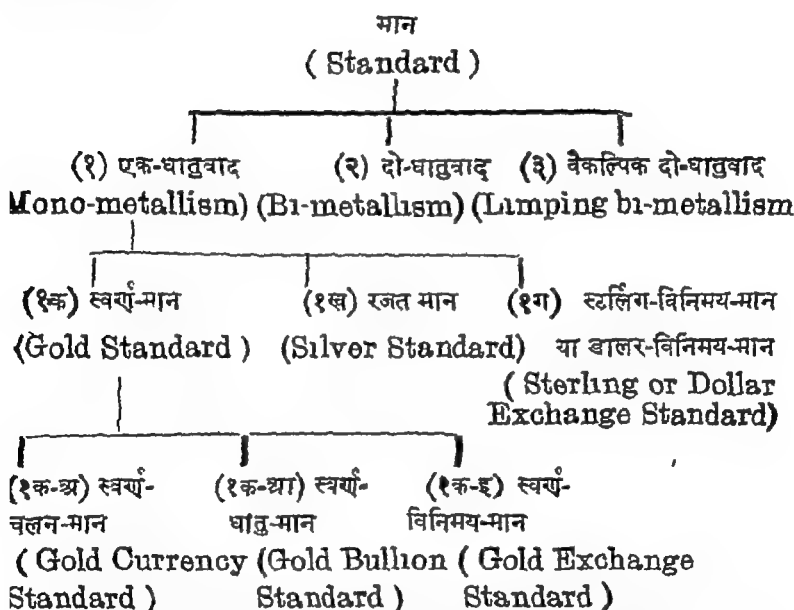 मान
( Standard )
(१) एक-धातुवाद (२) दो-धातुवाद (३) वैकल्पिक दो-धातुवाद
Mono-metallism) (Bi-metallism) (Limping bi-metallism
(१क) स्वर्ण-मान (१ख) रजत मान (१ग) स्टर्लिंग-विनिमय-मान
(Gold Standard ) (Silver Standard) या डालर-विनिमय-मान
( Sterling or Dollar
Exchange Standard)
(१क-अ) स्वर्ण- (१क-आ) स्वर्ण- (१क-इ) स्वर्ण-
चलन-मान धातु-मान विनिमय-मान
( Gold Currency (Gold Bullion ( Gold Exchange
Standard ) Standard ) Standard )